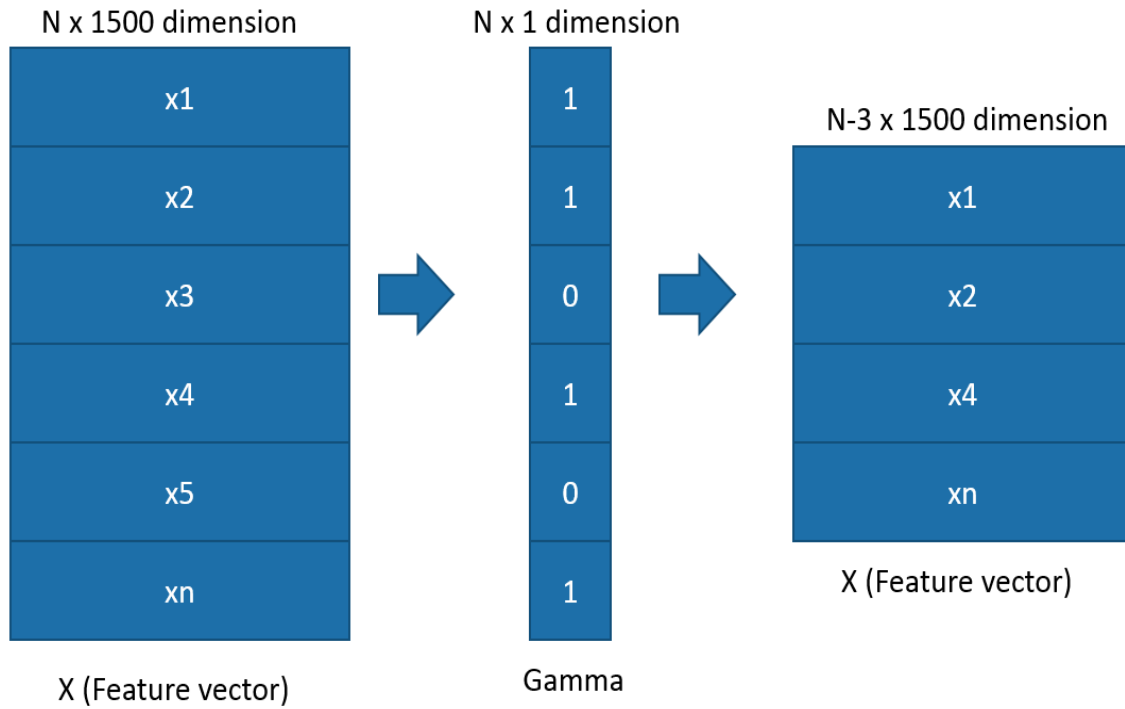 N x 1500 dimension
x1
x2
x3
x4
x5
xn
X (Feature vector)
N x 1 dimension
1
1
0
1
0
1
Gamma
N-3 x 1500 dimension
x1
x2
x4
xn
X (Feature vector)